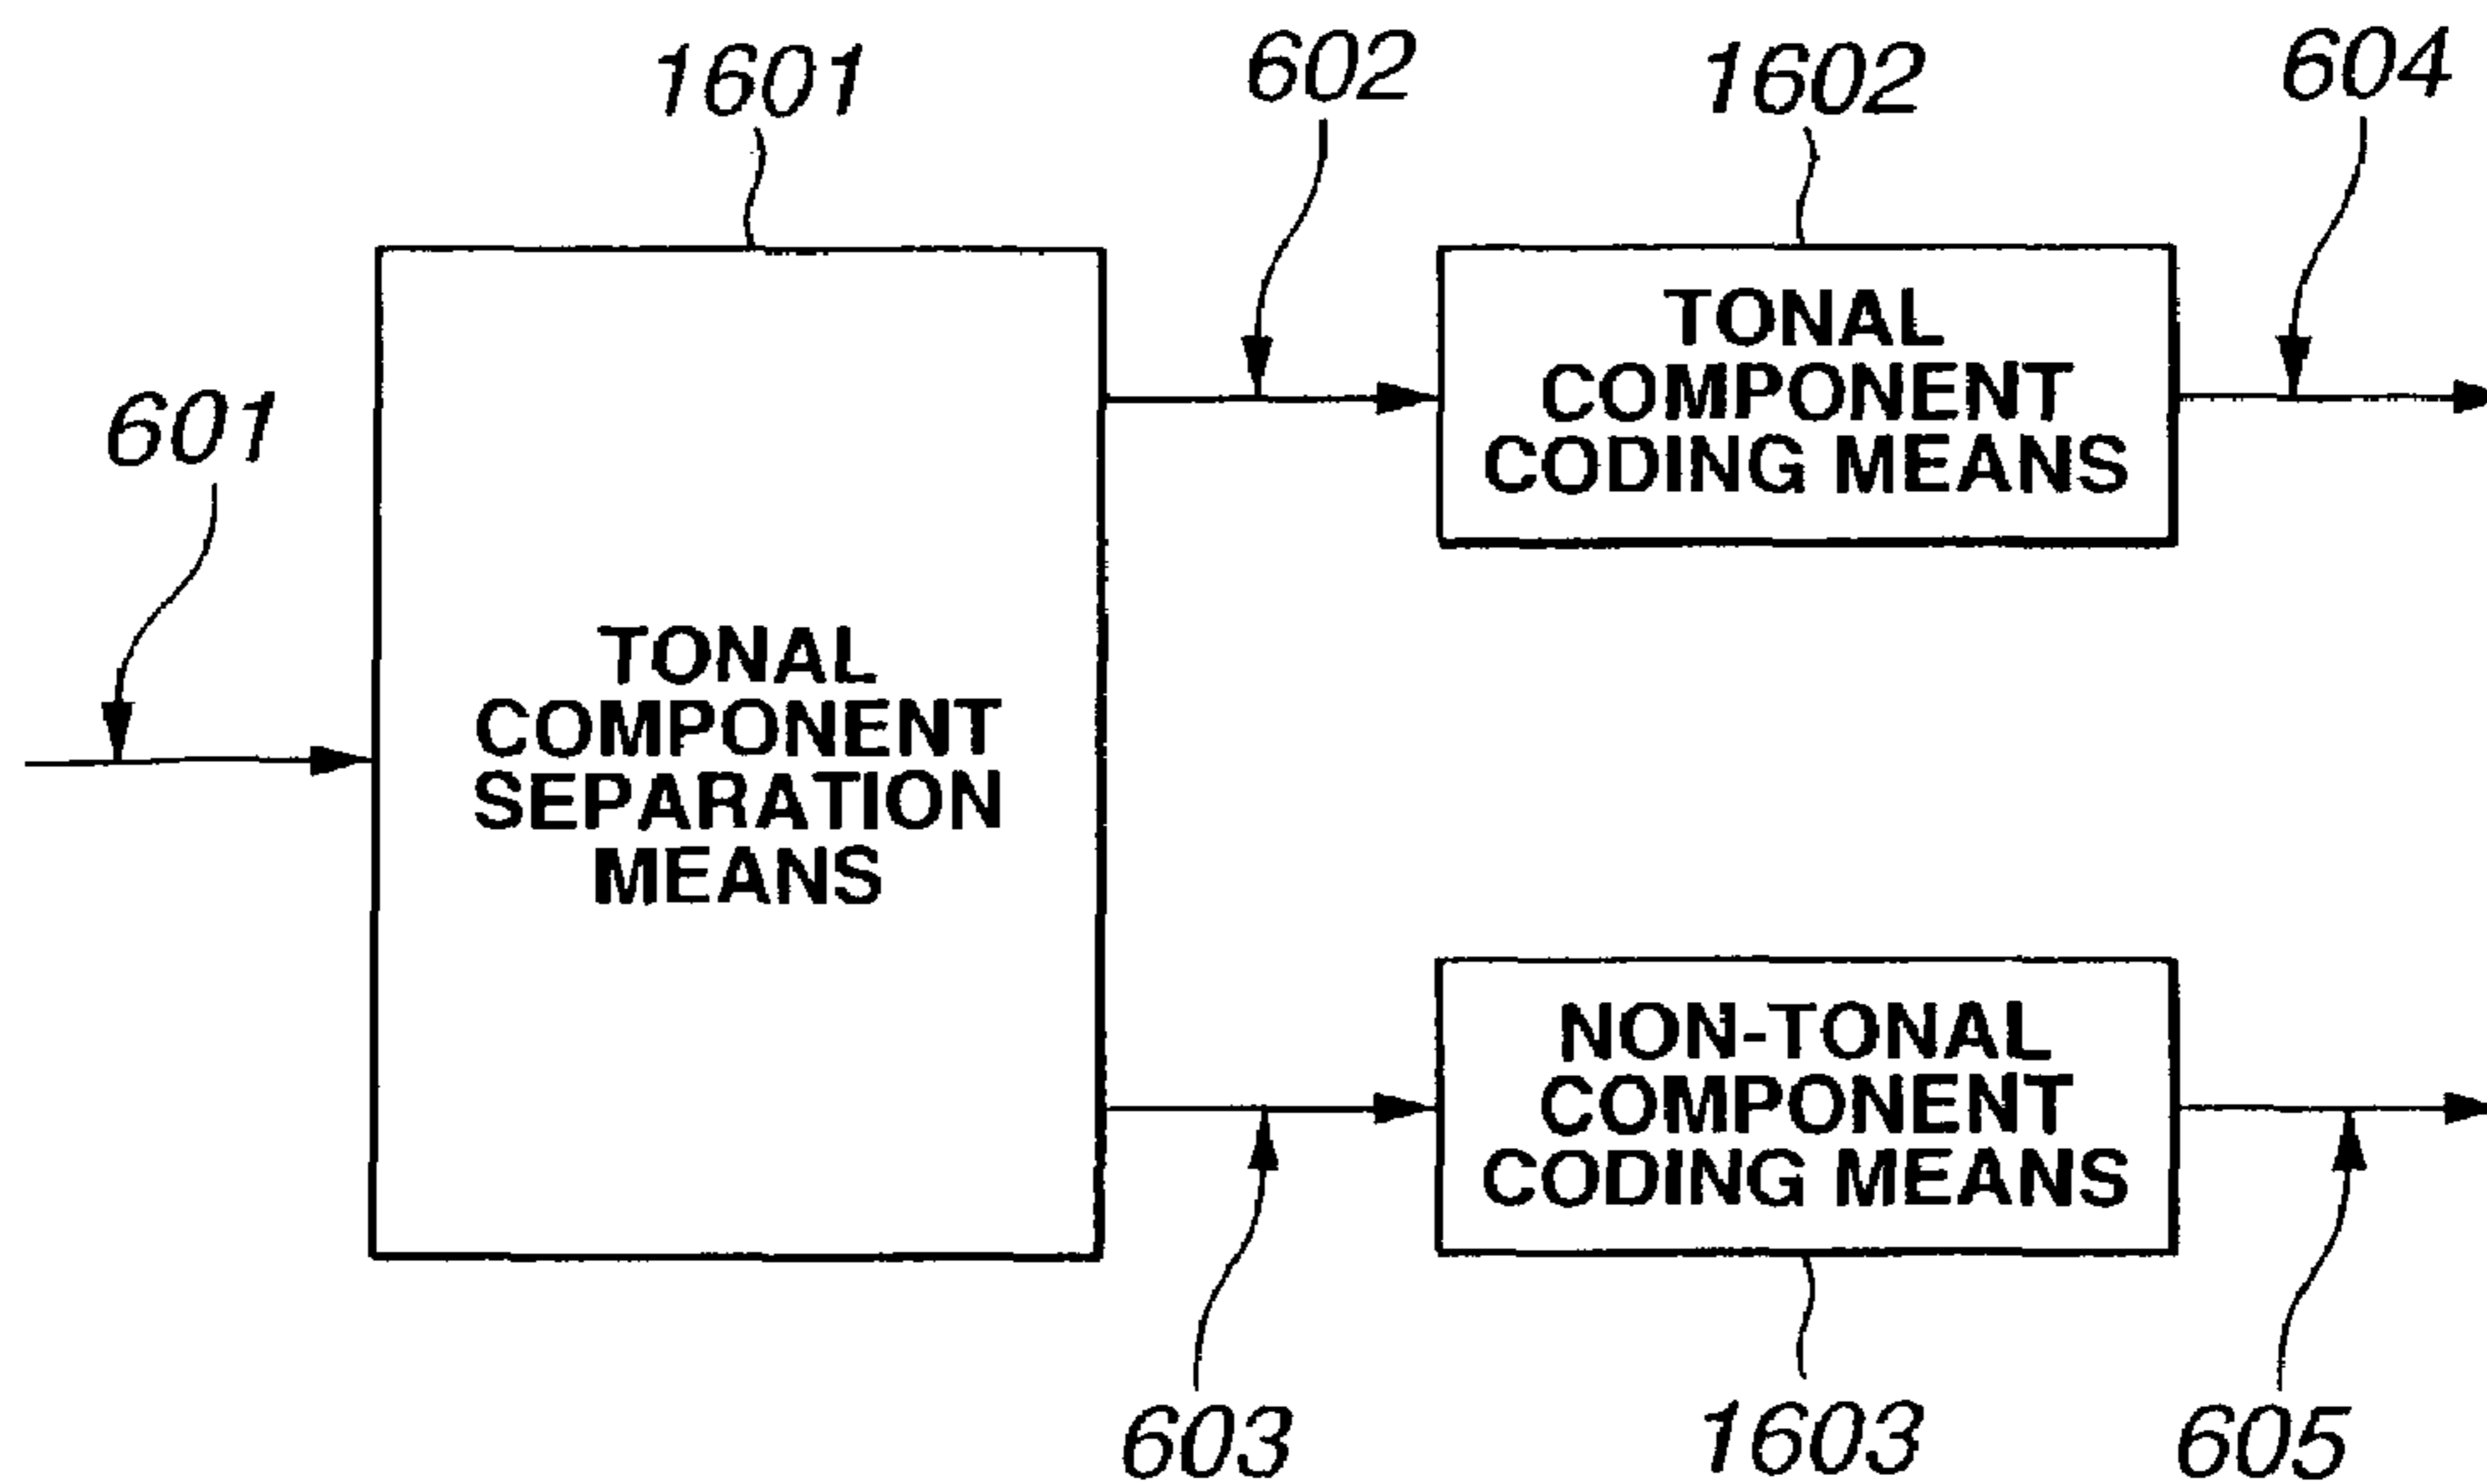 1601
602
1602
604
601
TONAL
COMPONENT
CODING MEANS
TONAL
COMPONENT
SEPARATION
MEANS
NON-TONAL
COMPONENT
CODING MEANS
603
1603
605